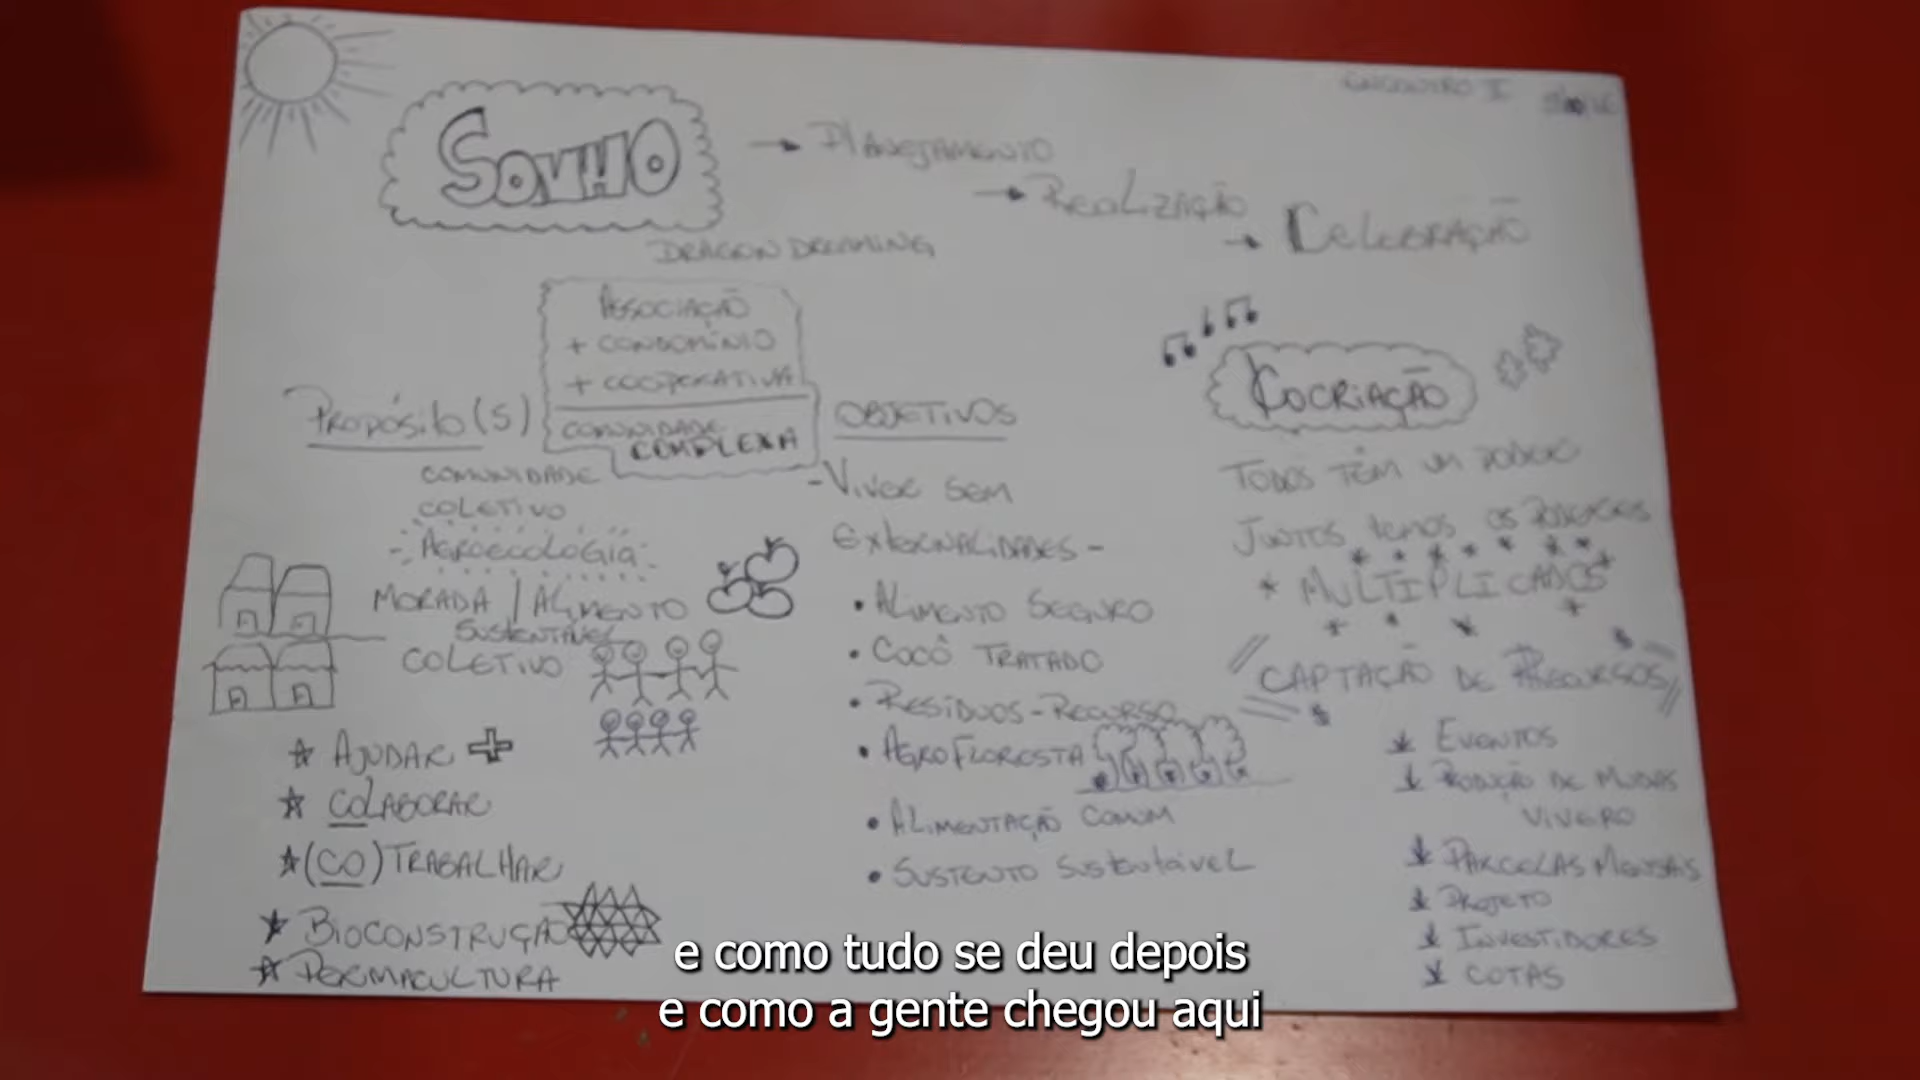 ENCONTRO II
SONHO
→ PLANEJAMENTO
→ REALIZAÇÃO
→ CELEBRAÇÃO
DRAGON DREAMING
ASSOCIAÇÃO
+ CONDOMÍNIO
+ COOPERATIVA
COMUNIDADE
COMPLEXA
PROPÓSITO(S)
COMUNIDADE
COLETIVO
- AGROECOLOGIA -
MORADA / ALIMENTO
SUSTENTÁVEL
COLETIVO
★ AJUDAR +
★ COLABORAR
★ (CO) TRABALHAR
★ BIOCONSTRUÇÃO
★ PERMACULTURA
OBJETIVOS
- VIVER SEM
EXTERNALIDADES -
• ALIMENTO SEGURO
• COCÔ TRATADO
• RESÍDUOS - RECURSO
• AGROFLORESTA
• ALIMENTAÇÃO COMUM
• SUSTENTO SUSTENTÁVEL
COCRIAÇÃO
TODOS TÊM UM PODER
JUNTOS TEMOS OS PODERES
* MULTIPLICADOS *
CAPTAÇÃO DE RECURSOS
EVENTOS
PRODUÇÃO DE MUDAS
VIVEIRO
PARCELAS MENSAIS
PROJETO
INVESTIDORES
COTAS
e como tudo se deu depois
e como a gente chegou aqui